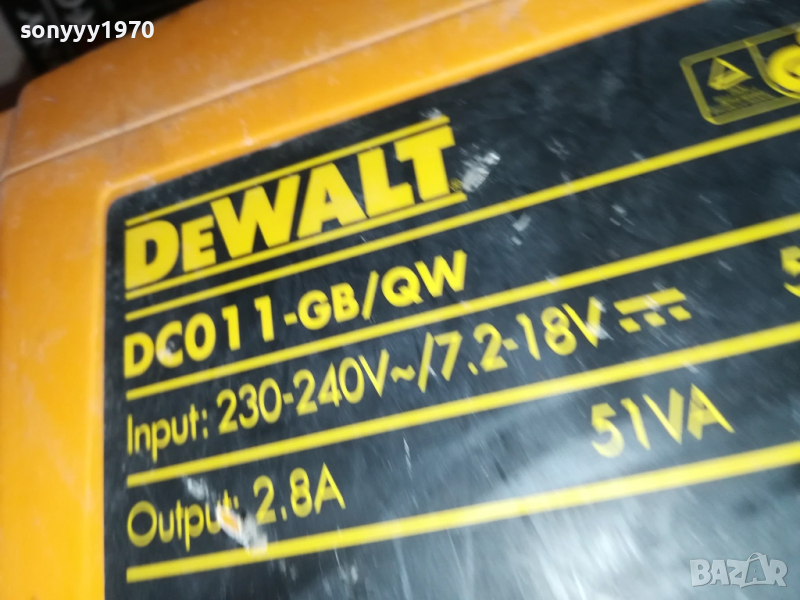 sonyyy1970
DEWALT
DC011-GB/QW
Input: 230-240V~/7.2-18V
Output: 2.8A 51VA
BAZAR